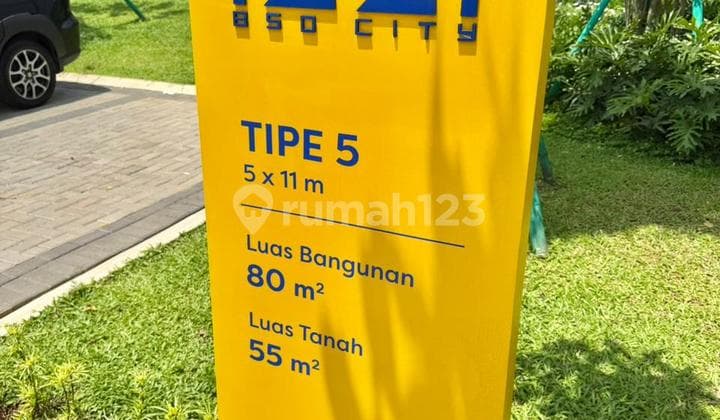 BSD CITY
TIPE 5
5 x 11 m
rumah123
Luas Bangunan
80 m²
Luas Tanah
55 m²